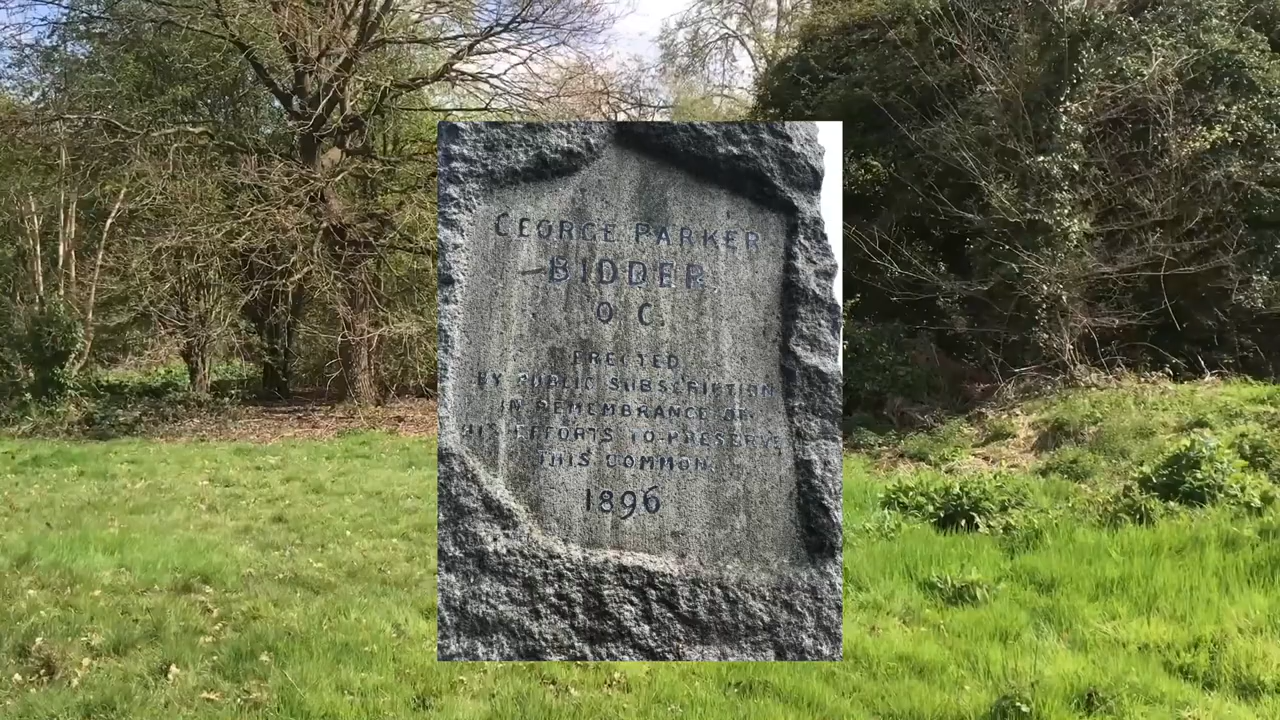 GEORGE PARKER
BIDDER.
Q.C.
ERECTED
BY PUBLIC SUBSCRIPTION
IN REMEMBRANCE OF
HIS EFFORTS TO PRESERVE
THIS COMMON.
1896